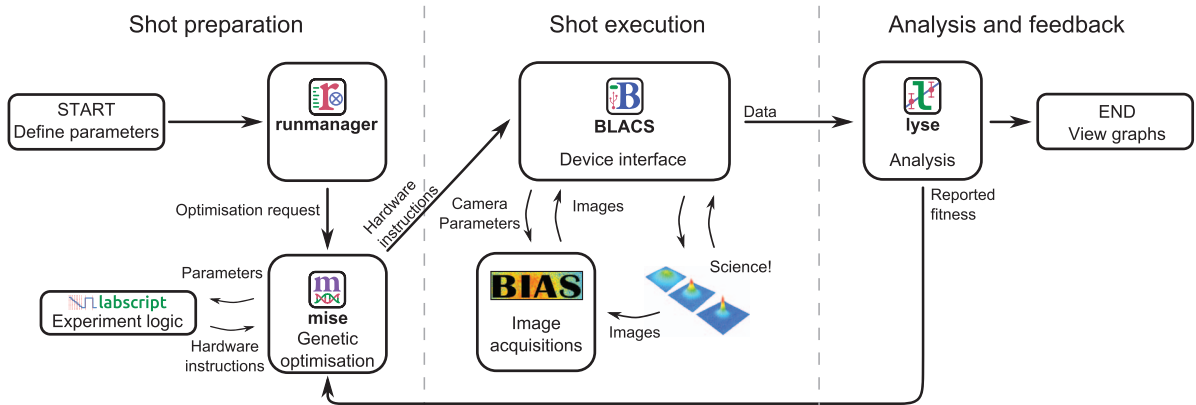 Shot preparation
Shot execution
Analysis and feedback
START
Define parameters
r
runmanager
Optimisation request
Parameters
labscript
Experiment logic
Hardware
instructions
m
mise
Genetic
optimisation
Hardware
instructions
B
BLACS
Device interface
Camera
Parameters
Images
BIAS
Image
acquisitions
Science!
Images
Data
l
lyse
Analysis
Reported
fitness
END
View graphs